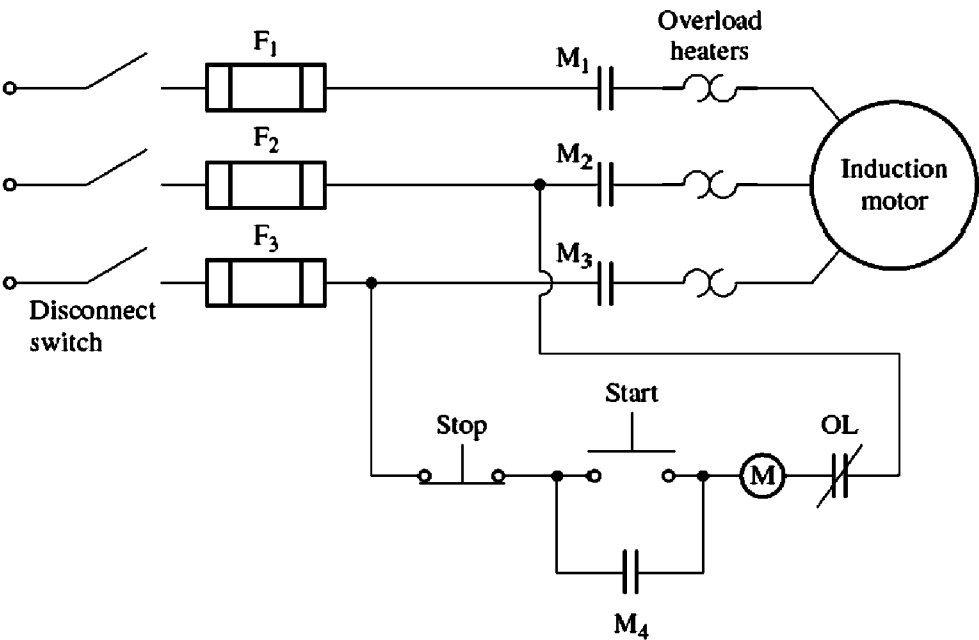 Overload
heaters
F1
M1
F2
M2
Induction
motor
F3
M3
Disconnect
switch
Start
Stop
OL
M
M4